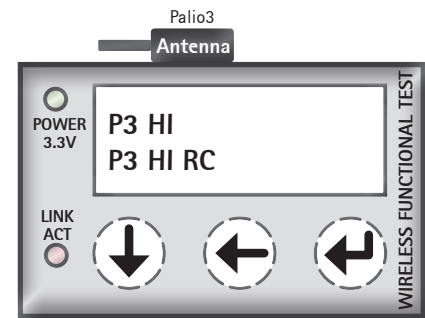 Palio3
Antenna
POWER
3.3V
P3 HI
P3 HI RC
LINK
ACT
WIRELESS FUNCTIONAL TEST